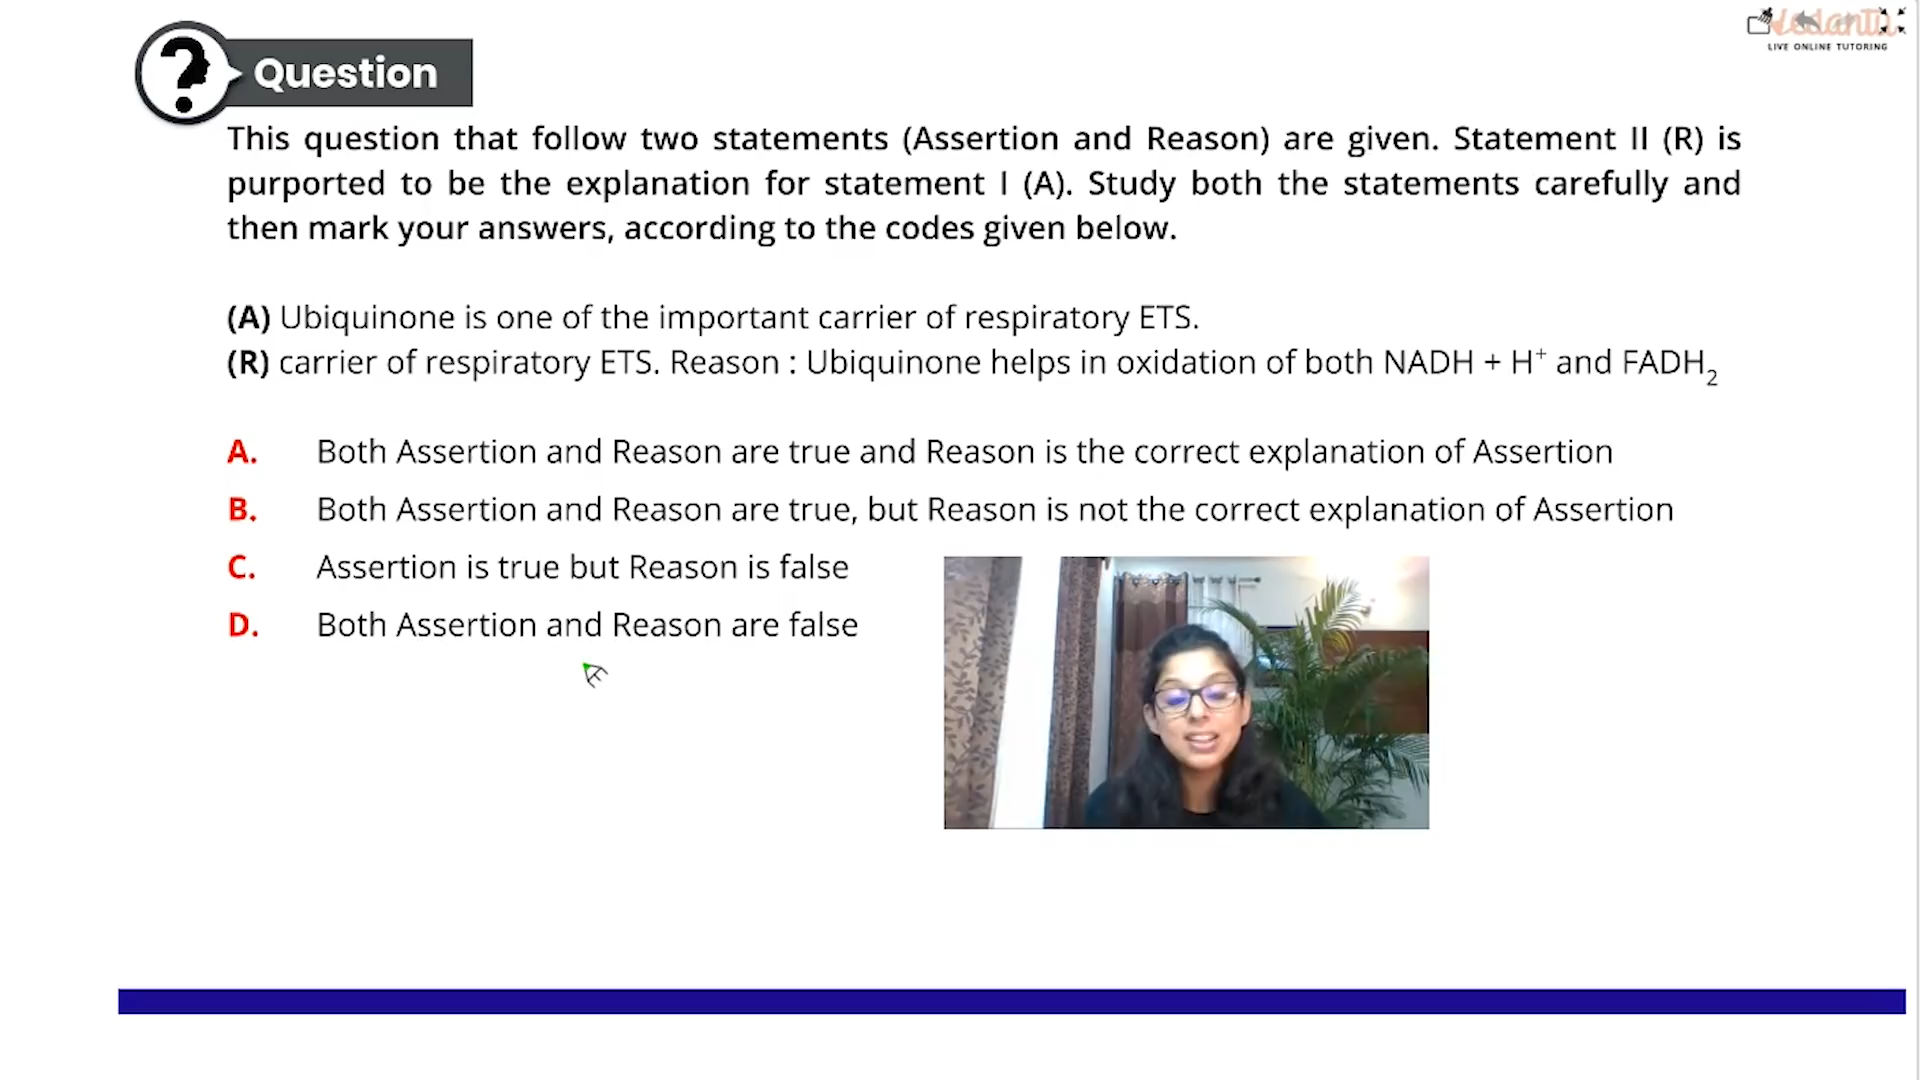 Vedantu
LIVE ONLINE TUTORING
Question
This question that follow two statements (Assertion and Reason) are given. Statement II (R) is
purported to be the explanation for statement I (A). Study both the statements carefully and
then mark your answers, according to the codes given below.
(A) Ubiquinone is one of the important carrier of respiratory ETS.
(R) carrier of respiratory ETS. Reason : Ubiquinone helps in oxidation of both NADH + H⁺ and FADH₂
A. Both Assertion and Reason are true and Reason is the correct explanation of Assertion
B. Both Assertion and Reason are true, but Reason is not the correct explanation of Assertion
C. Assertion is true but Reason is false
D. Both Assertion and Reason are false